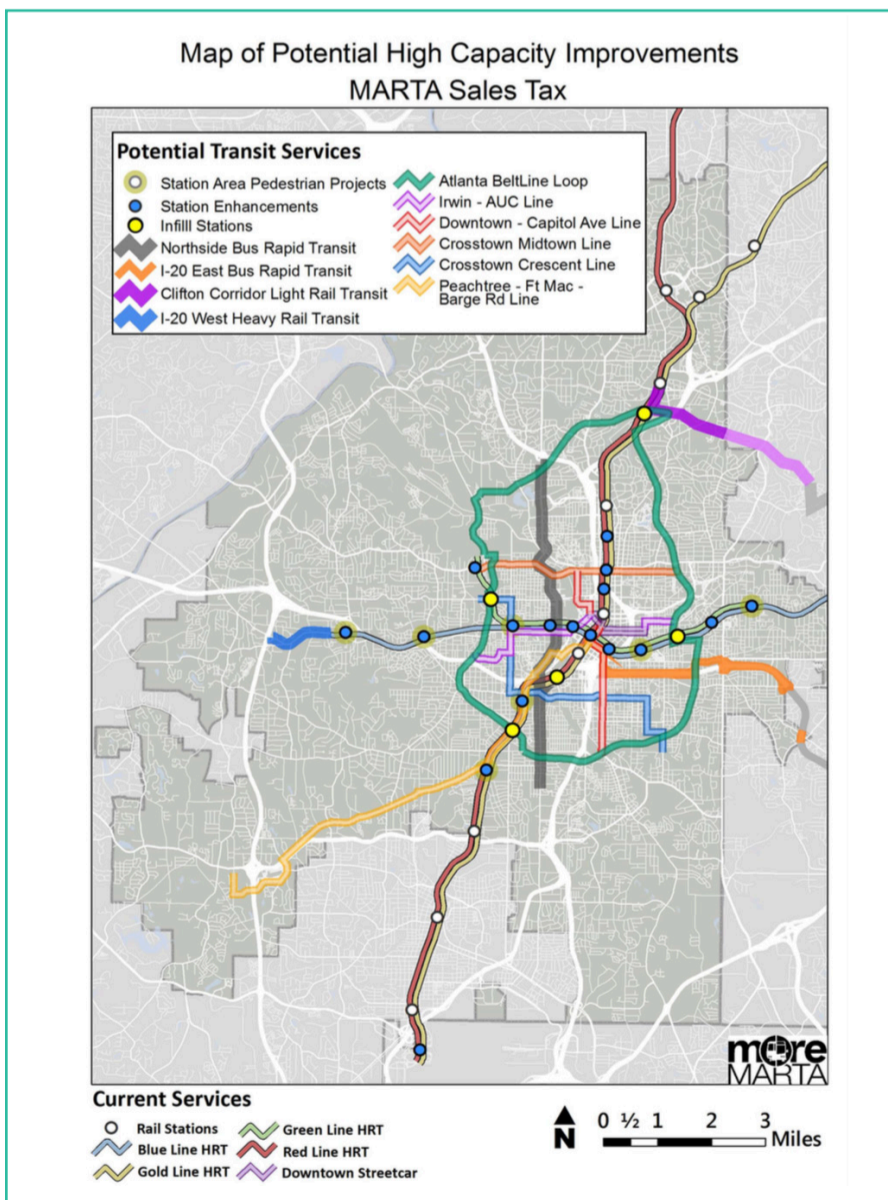 Map of Potential High Capacity Improvements
MARTA Sales Tax
Potential Transit Services
Station Area Pedestrian Projects
Station Enhancements
Infilll Stations
Northside Bus Rapid Transit
I-20 East Bus Rapid Transit
Clifton Corridor Light Rail Transit
I-20 West Heavy Rail Transit
Atlanta BeltLine Loop
Irwin - AUC Line
Downtown - Capitol Ave Line
Crosstown Midtown Line
Crosstown Crescent Line
Peachtree - Ft Mac -
Barge Rd Line
more
MARTA
Current Services
Rail Stations
Blue Line HRT
Gold Line HRT
Green Line HRT
Red Line HRT
Downtown Streetcar
N
0 ½ 1 2 3
Miles